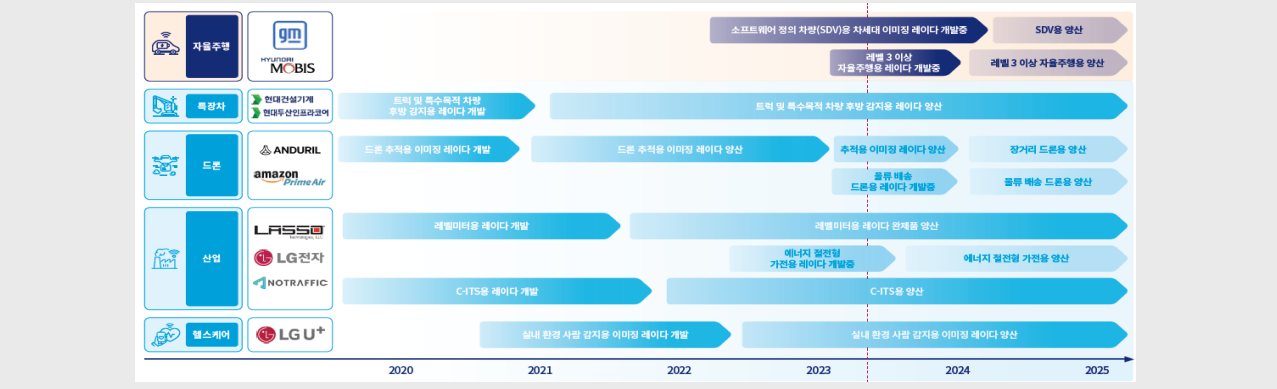 자율주행
gm
HYUNDAI
MOBIS
소프트웨어 정의 차량(SDV)용 차세대 이미징 레이다 개발중
SDV용 양산
레벨 3 이상
자율주행용 레이다 개발중
레벨 3 이상 자율주행용 양산
특장차
현대건설기계
현대두산인프라코어
트럭 및 특수목적 차량
후방 감지용 레이다 개발
트럭 및 특수목적 차량 후방 감지용 레이다 양산
드론
ANDURIL
amazon
PrimeAir
드론 추적용 이미징 레이다 개발
드론 추적용 이미징 레이다 양산
추적용 이미징 레이다 양산
장거리 드론용 양산
물류 배송
드론용 레이다 개발중
물류 배송 드론용 양산
산업
LASSO
LG전자
NOTRAFFIC
레벨미터용 레이다 개발
레벨미터용 레이다 완제품 양산
에너지 절전형
가전용 레이다 개발중
에너지 절전형 가전용 양산
C-ITS용 레이다 개발
C-ITS용 양산
헬스케어
LG U+
실내 환경 사람 감지용 이미징 레이다 개발
실내 환경 사람 감지용 이미징 레이다 양산
2020
2021
2022
2023
2024
2025